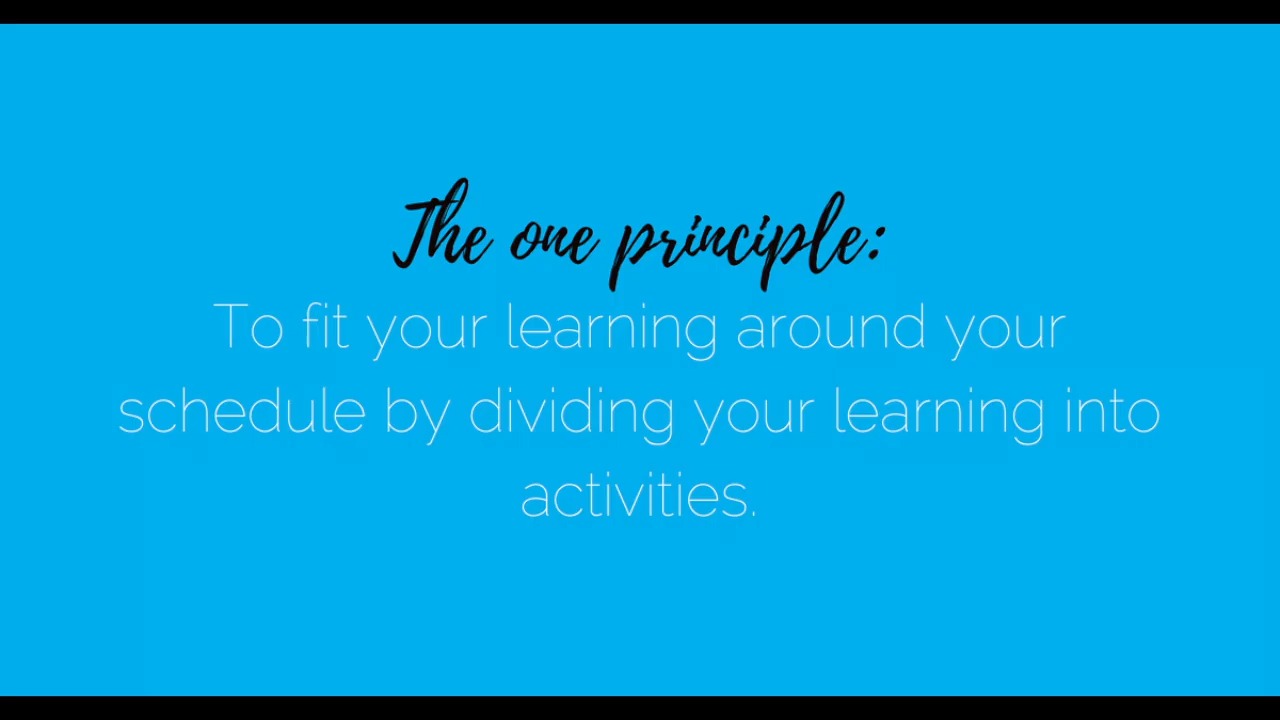 The one principle:
To fit your learning around your
schedule by dividing your learning into
activities.